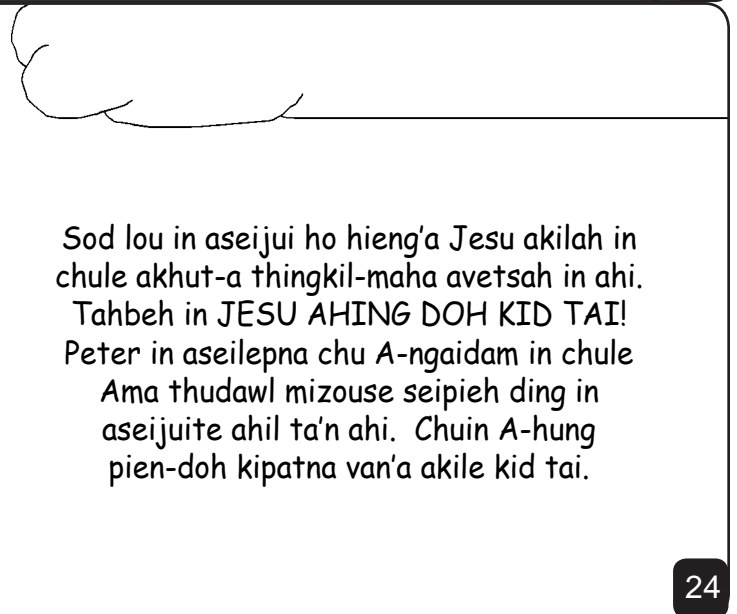 Sod lou in aseijui ho hieng'a Jesu akilah in
chule akhut-a thingkil-maha avetsah in ahi.
Tahbeh in JESU AHING DOH KID TAI!
Peter in aseilepna chu A-ngaidam in chule
Ama thudawl mizouse seipieh ding in
aseijuite ahil ta'n ahi. Chuin A-hung
pien-doh kipatna van'a akile kid tai.
24